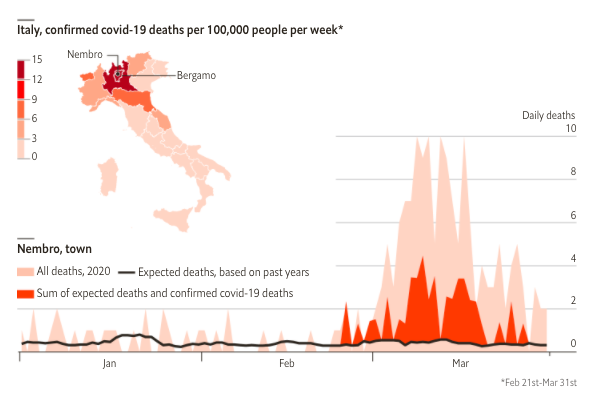 Italy, confirmed covid-19 deaths per 100,000 people per week*
Nembro
Bergamo
15
12
9
6
3
0
Daily deaths
10
8
6
4
2
0
Nembro, town
All deaths, 2020
Expected deaths, based on past years
Sum of expected deaths and confirmed covid-19 deaths
Jan
Feb
Mar
*Feb 21st-Mar 31st